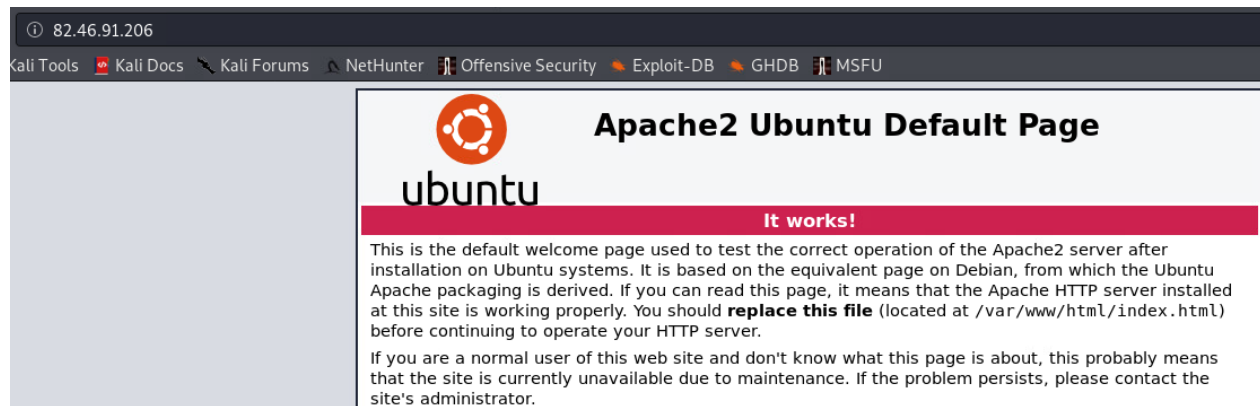 82.46.91.206
Kali Tools Kali Docs Kali Forums NetHunter Offensive Security Exploit-DB GHDB MSFU
ubuntu
Apache2 Ubuntu Default Page
It works!
This is the default welcome page used to test the correct operation of the Apache2 server after
installation on Ubuntu systems. It is based on the equivalent page on Debian, from which the Ubuntu
Apache packaging is derived. If you can read this page, it means that the Apache HTTP server installed
at this site is working properly. You should replace this file (located at /var/www/html/index.html)
before continuing to operate your HTTP server.
If you are a normal user of this web site and don't know what this page is about, this probably means
that the site is currently unavailable due to maintenance. If the problem persists, please contact the
site's administrator.